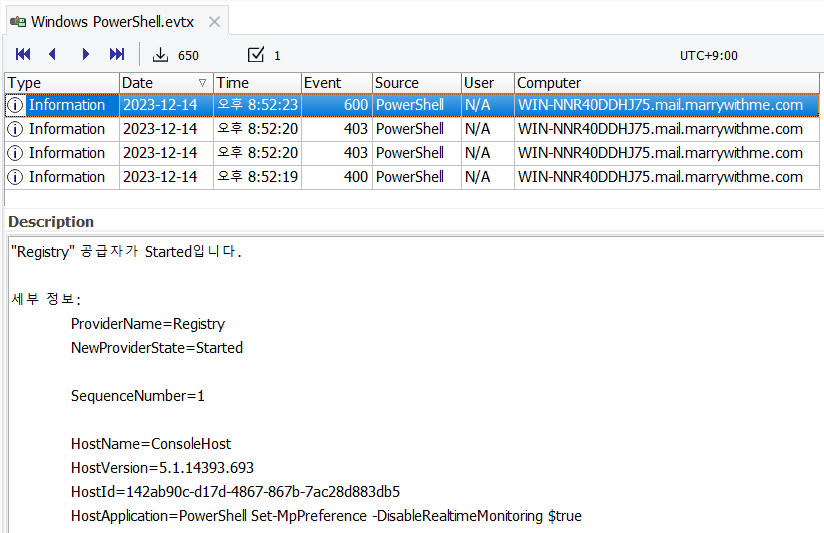 Windows PowerShell.evtx
650 1 UTC+9:00
Type Date Time Event Source User Computer
Information 2023-12-14 오후 8:52:23 600 PowerShell N/A WIN-NNR40DDHJ75.mail.marrywithme.com
Information 2023-12-14 오후 8:52:20 403 PowerShell N/A WIN-NNR40DDHJ75.mail.marrywithme.com
Information 2023-12-14 오후 8:52:20 403 PowerShell N/A WIN-NNR40DDHJ75.mail.marrywithme.com
Information 2023-12-14 오후 8:52:19 400 PowerShell N/A WIN-NNR40DDHJ75.mail.marrywithme.com
Description
"Registry" 공급자가 Started입니다.
세부 정보:
ProviderName=Registry
NewProviderState=Started
SequenceNumber=1
HostName=ConsoleHost
HostVersion=5.1.14393.693
HostId=142ab90c-d17d-4867-867b-7ac28d883db5
HostApplication=PowerShell Set-MpPreference -DisableRealtimeMonitoring $true